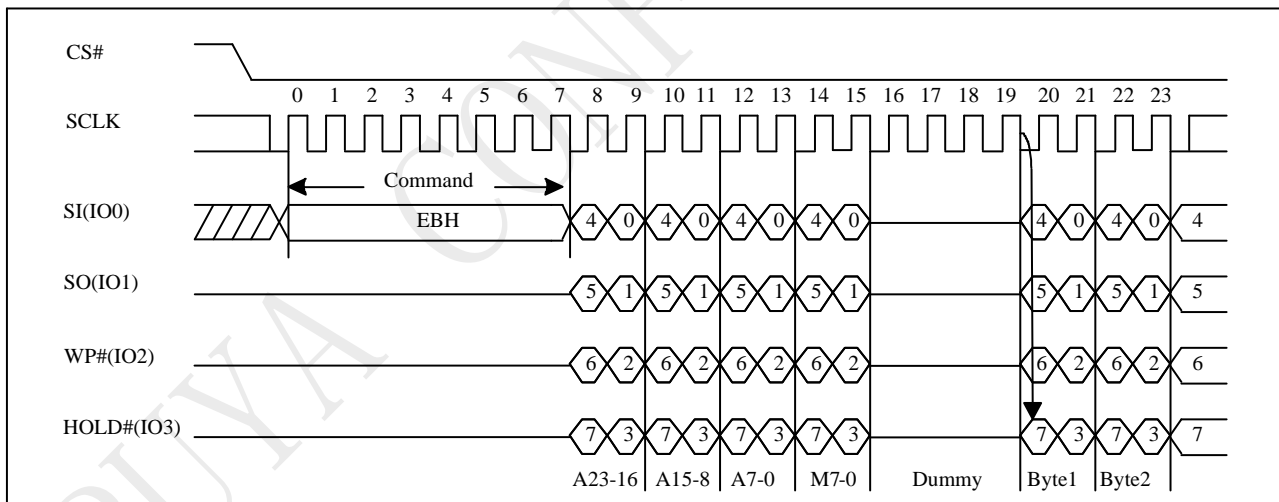 CS#
0 1 2 3 4 5 6 7 8 9 10 11 12 13 14 15 16 17 18 19 20 21 22 23
SCLK
Command
SI(IO0) EBH 4 0 4 0 4 0 4 0 4 0 4 0 4
SO(IO1) 5 1 5 1 5 1 5 1 5 1 5 1 5
WP#(IO2) 6 2 6 2 6 2 6 2 6 2 6 2 6
HOLD#(IO3) 7 3 7 3 7 3 7 3 7 3 7 3 7
A23-16 A15-8 A7-0 M7-0 Dummy Byte1 Byte2